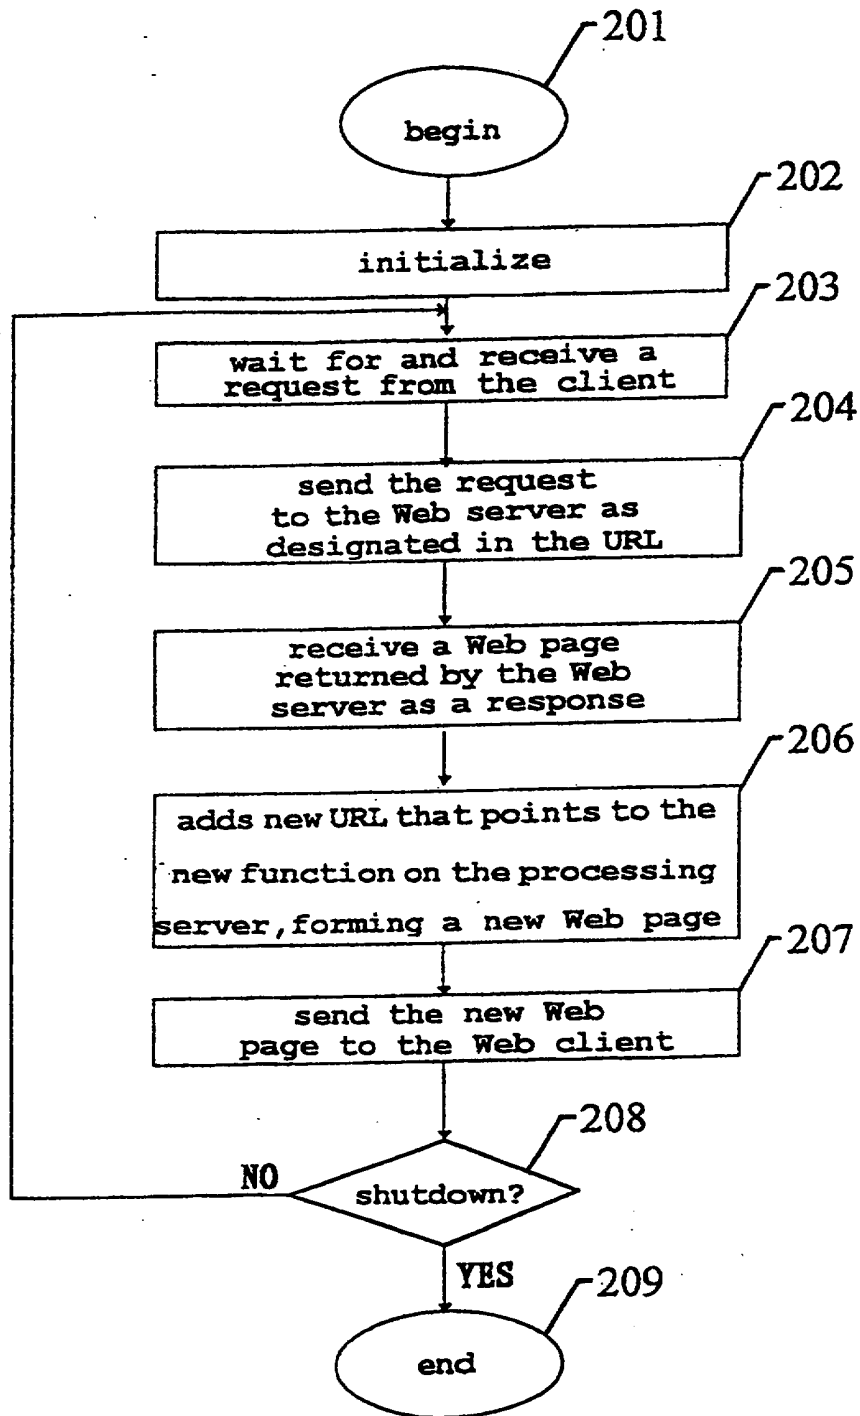 201
begin
202
initialize
203
wait for and receive a
request from the client
204
send the request
to the Web server as
designated in the URL
205
receive a Web page
returned by the Web
server as a response
206
adds new URL that points to the
new function on the processing
server, forming a new Web page
207
send the new Web
page to the Web client
208
NO
shutdown?
YES
209
end